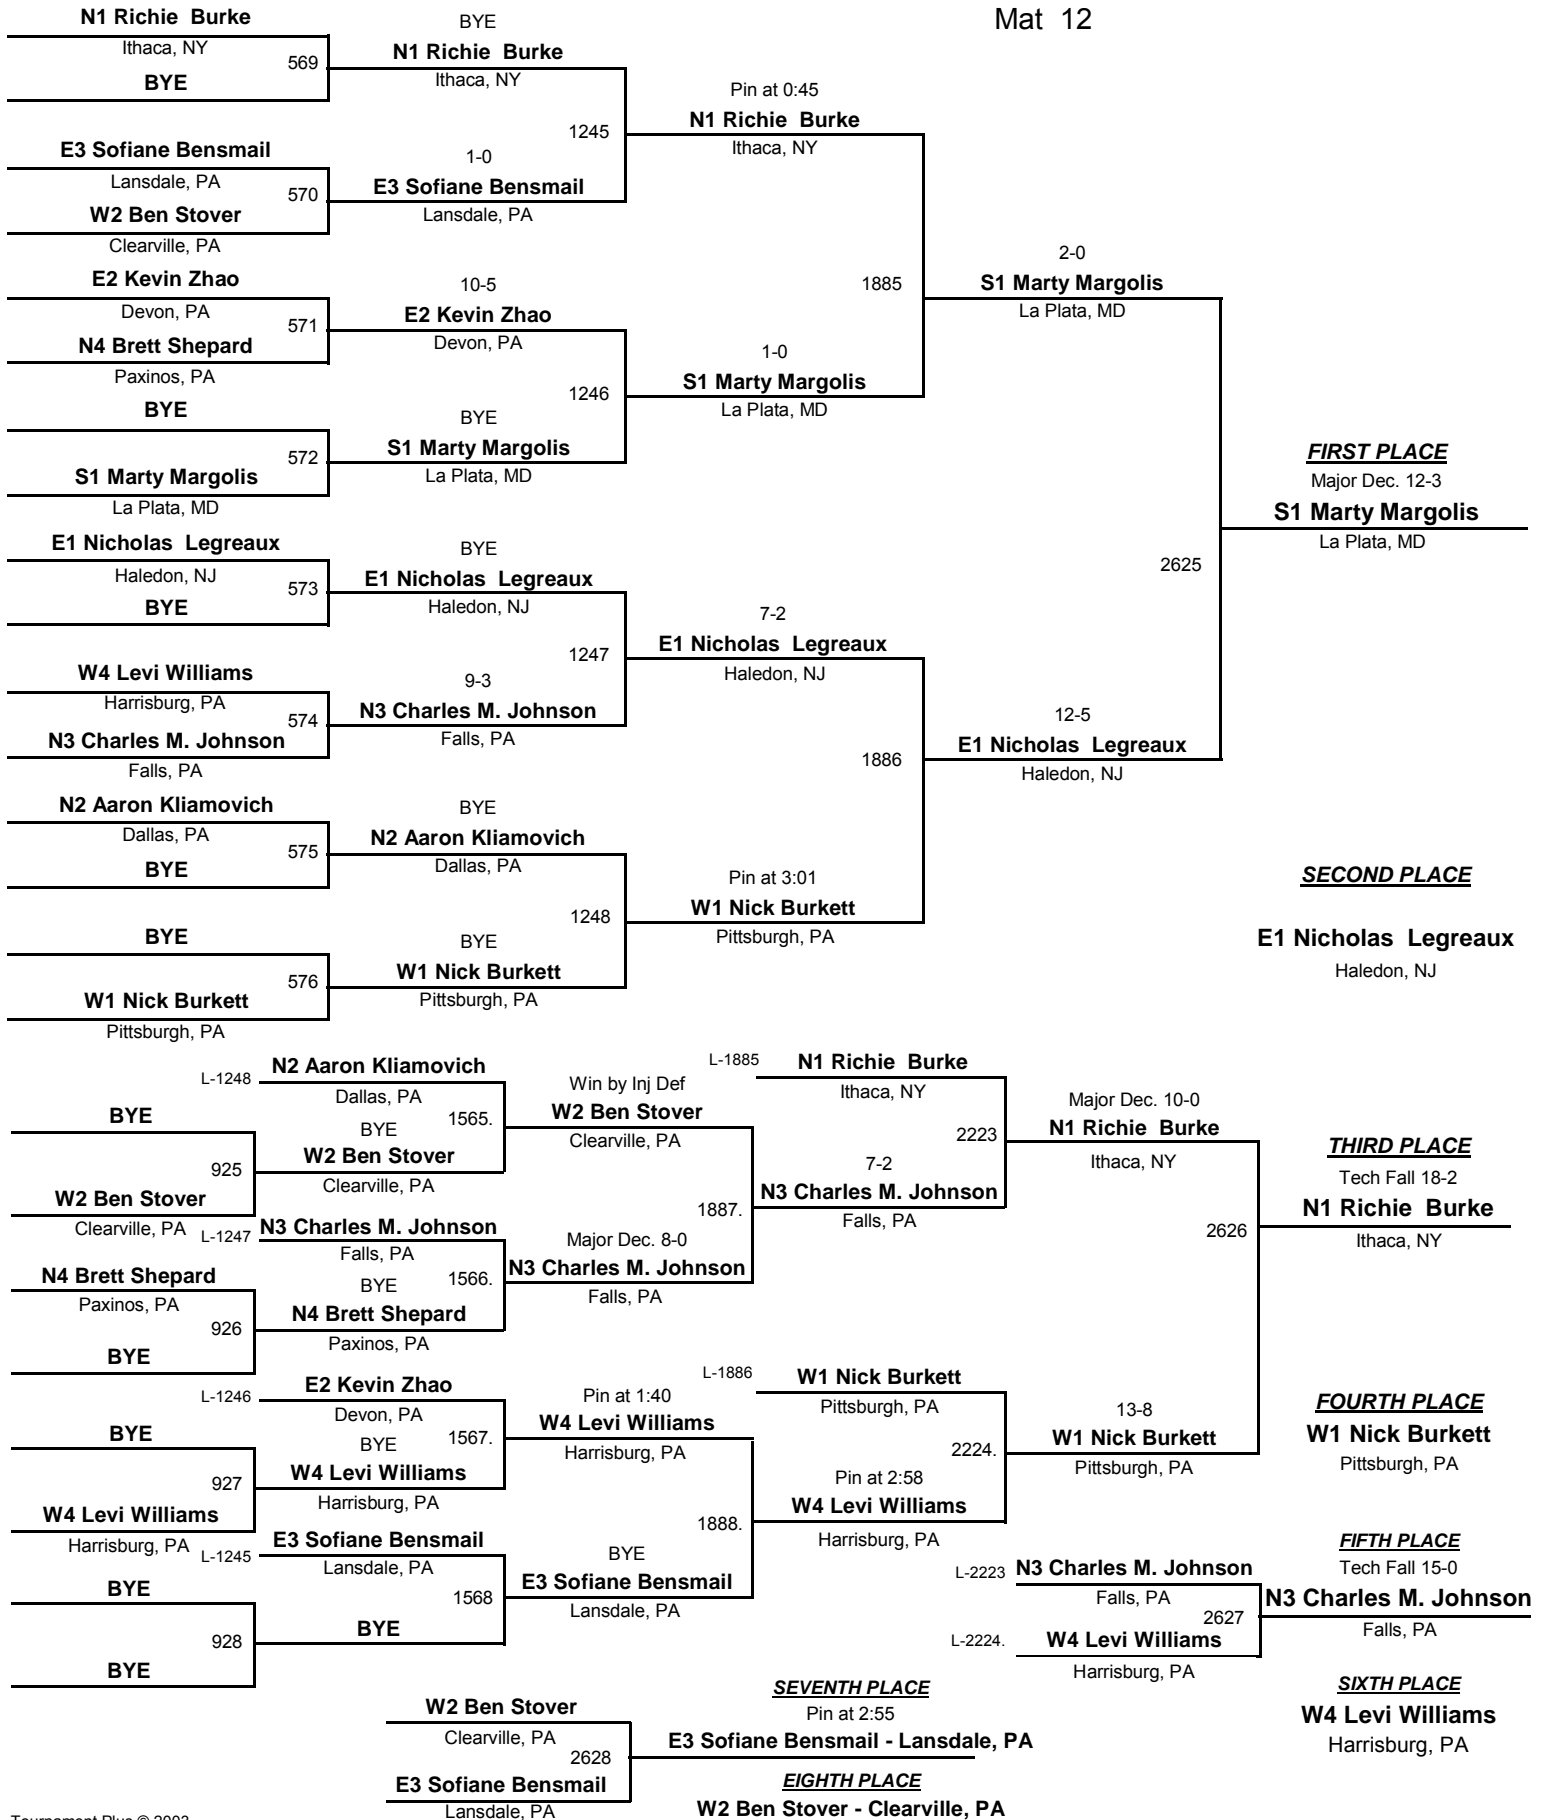 Mat 12
N1 Richie Burke
Ithaca, NY
569
BYE
E3 Sofiane Bensmail
Lansdale, PA
570
W2 Ben Stover
Clearville, PA
E2 Kevin Zhao
Devon, PA
571
N4 Brett Shepard
Paxinos, PA
BYE
572
S1 Marty Margolis
La Plata, MD
E1 Nicholas Legreaux
Haledon, NJ
573
BYE
W4 Levi Williams
Harrisburg, PA
574
N3 Charles M. Johnson
Falls, PA
N2 Aaron Kliamovich
Dallas, PA
575
BYE
BYE
576
W1 Nick Burkett
Pittsburgh, PA
BYE
N1 Richie Burke
Ithaca, NY
1245
1-0
E3 Sofiane Bensmail
Lansdale, PA
10-5
E2 Kevin Zhao
Devon, PA
1246
BYE
S1 Marty Margolis
La Plata, MD
BYE
E1 Nicholas Legreaux
Haledon, NJ
1247
9-3
N3 Charles M. Johnson
Falls, PA
BYE
N2 Aaron Kliamovich
Dallas, PA
1248
BYE
W1 Nick Burkett
Pittsburgh, PA
Pin at 0:45
N1 Richie Burke
Ithaca, NY
1885
1-0
S1 Marty Margolis
La Plata, MD
7-2
E1 Nicholas Legreaux
Haledon, NJ
1886
Pin at 3:01
W1 Nick Burkett
Pittsburgh, PA
2-0
S1 Marty Margolis
La Plata, MD
2625
12-5
E1 Nicholas Legreaux
Haledon, NJ
FIRST PLACE
Major Dec. 12-3
S1 Marty Margolis
La Plata, MD
SECOND PLACE
E1 Nicholas Legreaux
Haledon, NJ
BYE
925
W2 Ben Stover
Clearville, PA
N4 Brett Shepard
Paxinos, PA
926
BYE
BYE
927
W4 Levi Williams
Harrisburg, PA
BYE
928
BYE
L-1248
N2 Aaron Kliamovich
Dallas, PA
1565.
BYE
W2 Ben Stover
Clearville, PA
L-1247
N3 Charles M. Johnson
Falls, PA
1566.
BYE
N4 Brett Shepard
Paxinos, PA
L-1246
E2 Kevin Zhao
Devon, PA
1567.
BYE
W4 Levi Williams
Harrisburg, PA
L-1245
E3 Sofiane Bensmail
Lansdale, PA
1568
BYE
Win by Inj Def
W2 Ben Stover
Clearville, PA
1887.
Major Dec. 8-0
N3 Charles M. Johnson
Falls, PA
Pin at 1:40
W4 Levi Williams
Harrisburg, PA
1888.
BYE
E3 Sofiane Bensmail
Lansdale, PA
L-1885
N1 Richie Burke
Ithaca, NY
2223
7-2
N3 Charles M. Johnson
Falls, PA
L-1886
W1 Nick Burkett
Pittsburgh, PA
2224.
Pin at 2:58
W4 Levi Williams
Harrisburg, PA
Major Dec. 10-0
N1 Richie Burke
Ithaca, NY
2626
13-8
W1 Nick Burkett
Pittsburgh, PA
THIRD PLACE
Tech Fall 18-2
N1 Richie Burke
Ithaca, NY
FOURTH PLACE
W1 Nick Burkett
Pittsburgh, PA
L-2223
N3 Charles M. Johnson
Falls, PA
2627
L-2224.
W4 Levi Williams
Harrisburg, PA
FIFTH PLACE
Tech Fall 15-0
N3 Charles M. Johnson
Falls, PA
SIXTH PLACE
W4 Levi Williams
Harrisburg, PA
W2 Ben Stover
Clearville, PA
2628
E3 Sofiane Bensmail
Lansdale, PA
SEVENTH PLACE
Pin at 2:55
E3 Sofiane Bensmail - Lansdale, PA
EIGHTH PLACE
W2 Ben Stover - Clearville, PA
Tournament Plus © 2003